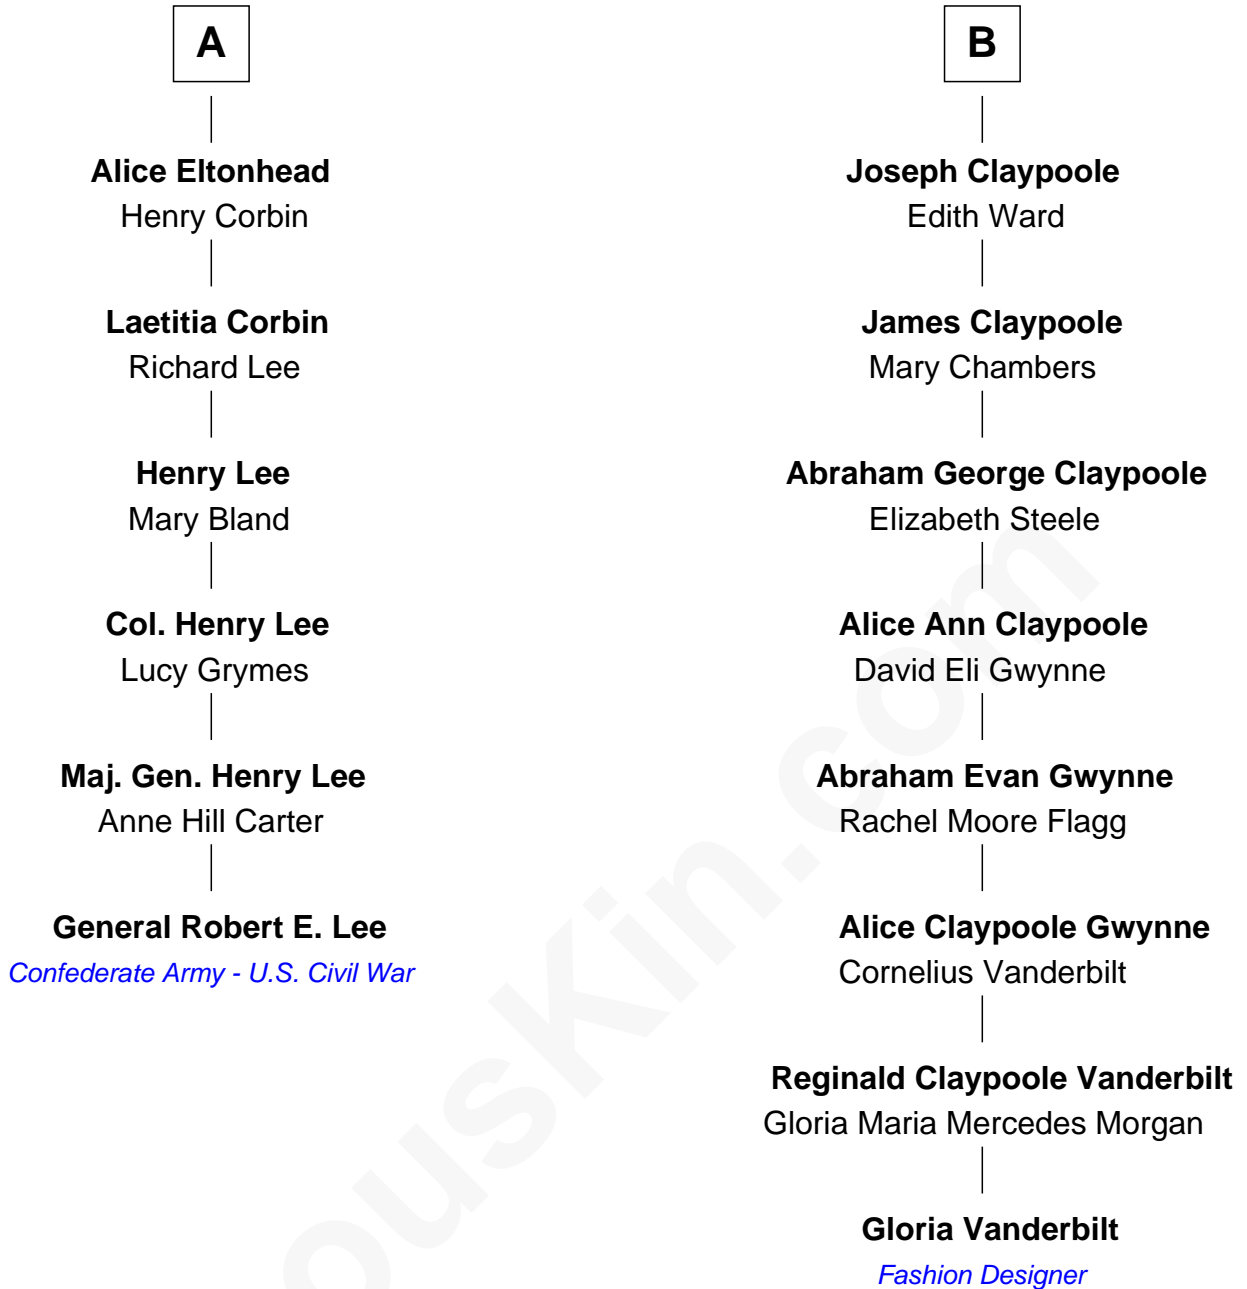 A
Alice Eltonhead
Henry Corbin
Laetitia Corbin
Richard Lee
Henry Lee
Mary Bland
Col. Henry Lee
Lucy Grymes
Maj. Gen. Henry Lee
Anne Hill Carter
General Robert E. Lee
Confederate Army - U.S. Civil War
B
Joseph Claypoole
Edith Ward
James Claypoole
Mary Chambers
Abraham George Claypoole
Elizabeth Steele
Alice Ann Claypoole
David Eli Gwynne
Abraham Evan Gwynne
Rachel Moore Flagg
Alice Claypoole Gwynne
Cornelius Vanderbilt
Reginald Claypoole Vanderbilt
Gloria Maria Mercedes Morgan
Gloria Vanderbilt
Fashion Designer
ousKin.com